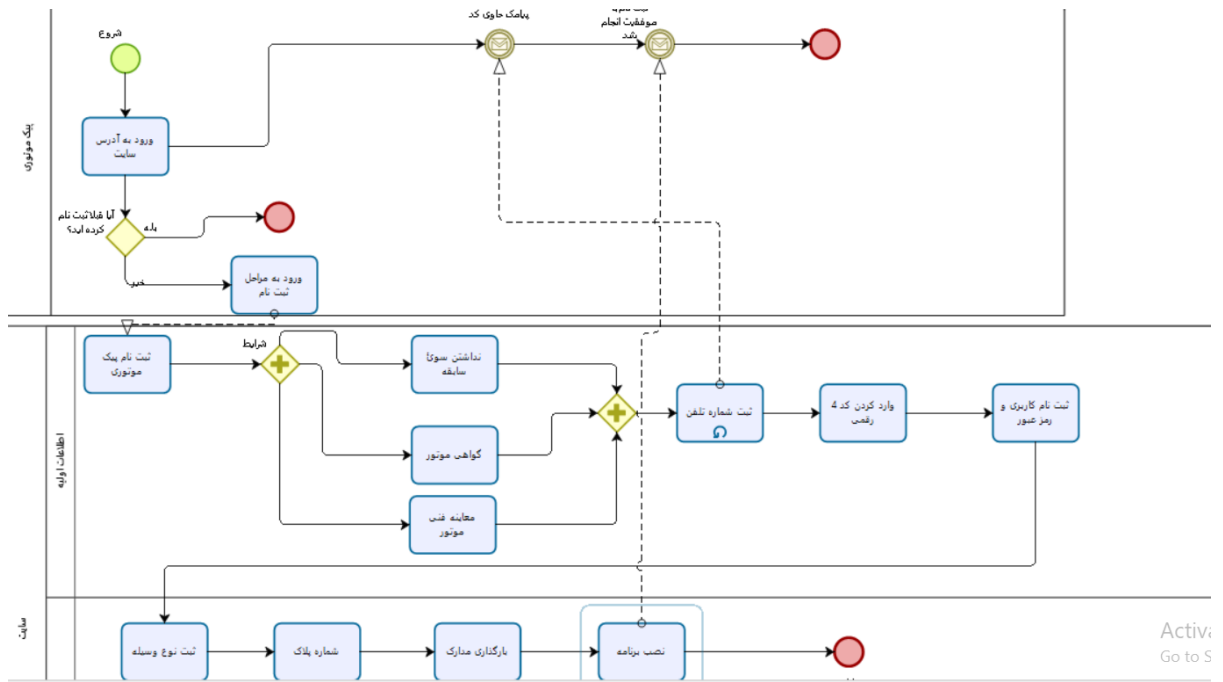 پیامک حاوی کد
موفقیت انجام
شد
شروع
پیک موتوری
ورود به آدرس
سایت
آیا قبلا ثبت نام
کرده اید؟
بله
خیر
ورود به مراحل
ثبت نام
سایت
اطلاعات اولیه
ثبت نام پیک
موتوری
شرایط
نداشتن سوئ
سابقه
گواهی موتور
معاینه فنی
موتور
ثبت شماره تلفن
وارد کردن کد 4
رقمی
ثبت نام کاربری و
رمز عبور
ثبت نوع وسیله
شماره پلاک
بارگذاری مدارک
نصب برنامه
Activa
Go to S